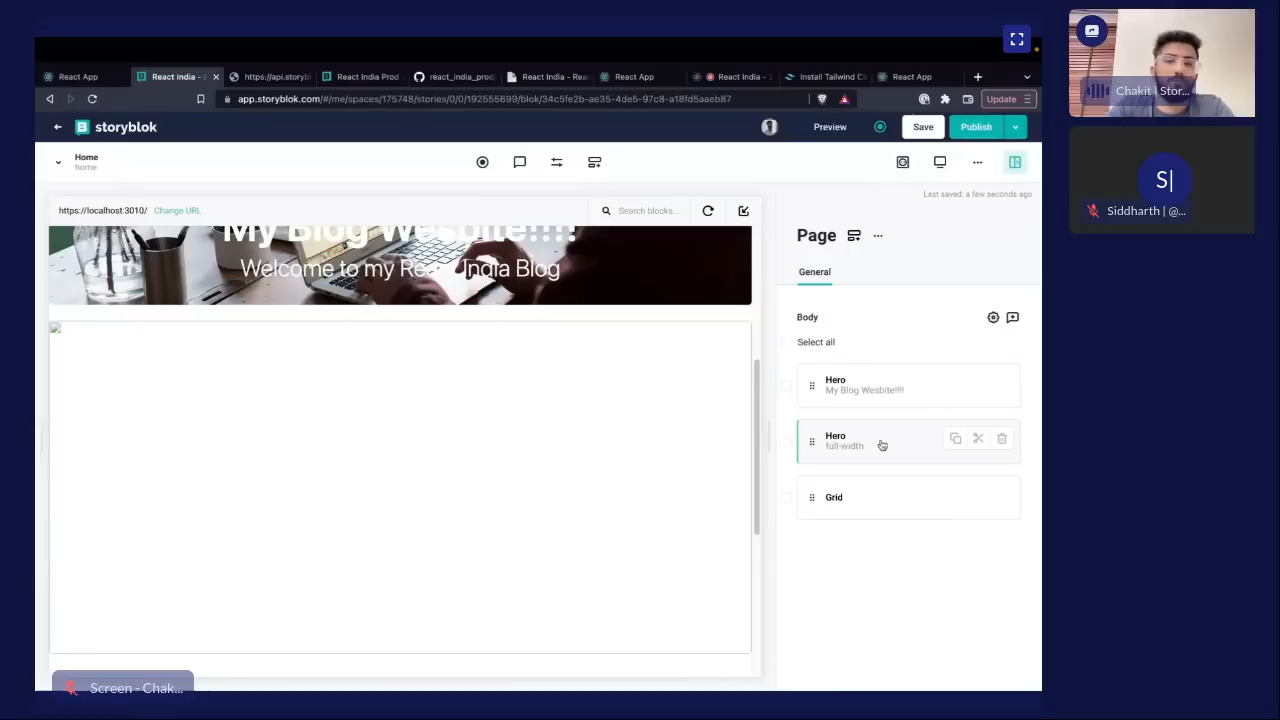 React App
React India -
https://api.storybl
React India Prod
react_india_prod
React India - Rea
React App
React India -
Install Tailwind C
React App
app.storyblok.com/#/me/spaces/175748/stories/0/0/192555699/blok/34c5fe2b-ae35-4de5-97c8-a18fd5aaeb87
Update
storyblok
Preview
Save
Publish
Home
home
Last saved: a few seconds ago
https://localhost:3010/ Change URL
Search blocks...
My Blog Wesbite!!!!
Welcome to my React India Blog
Page
General
Body
Select all
Hero
My Blog Wesbite!!!!
Hero
full-width
Grid
Screen - Chak...
Chakit | Stor...
S|
Siddharth | @...